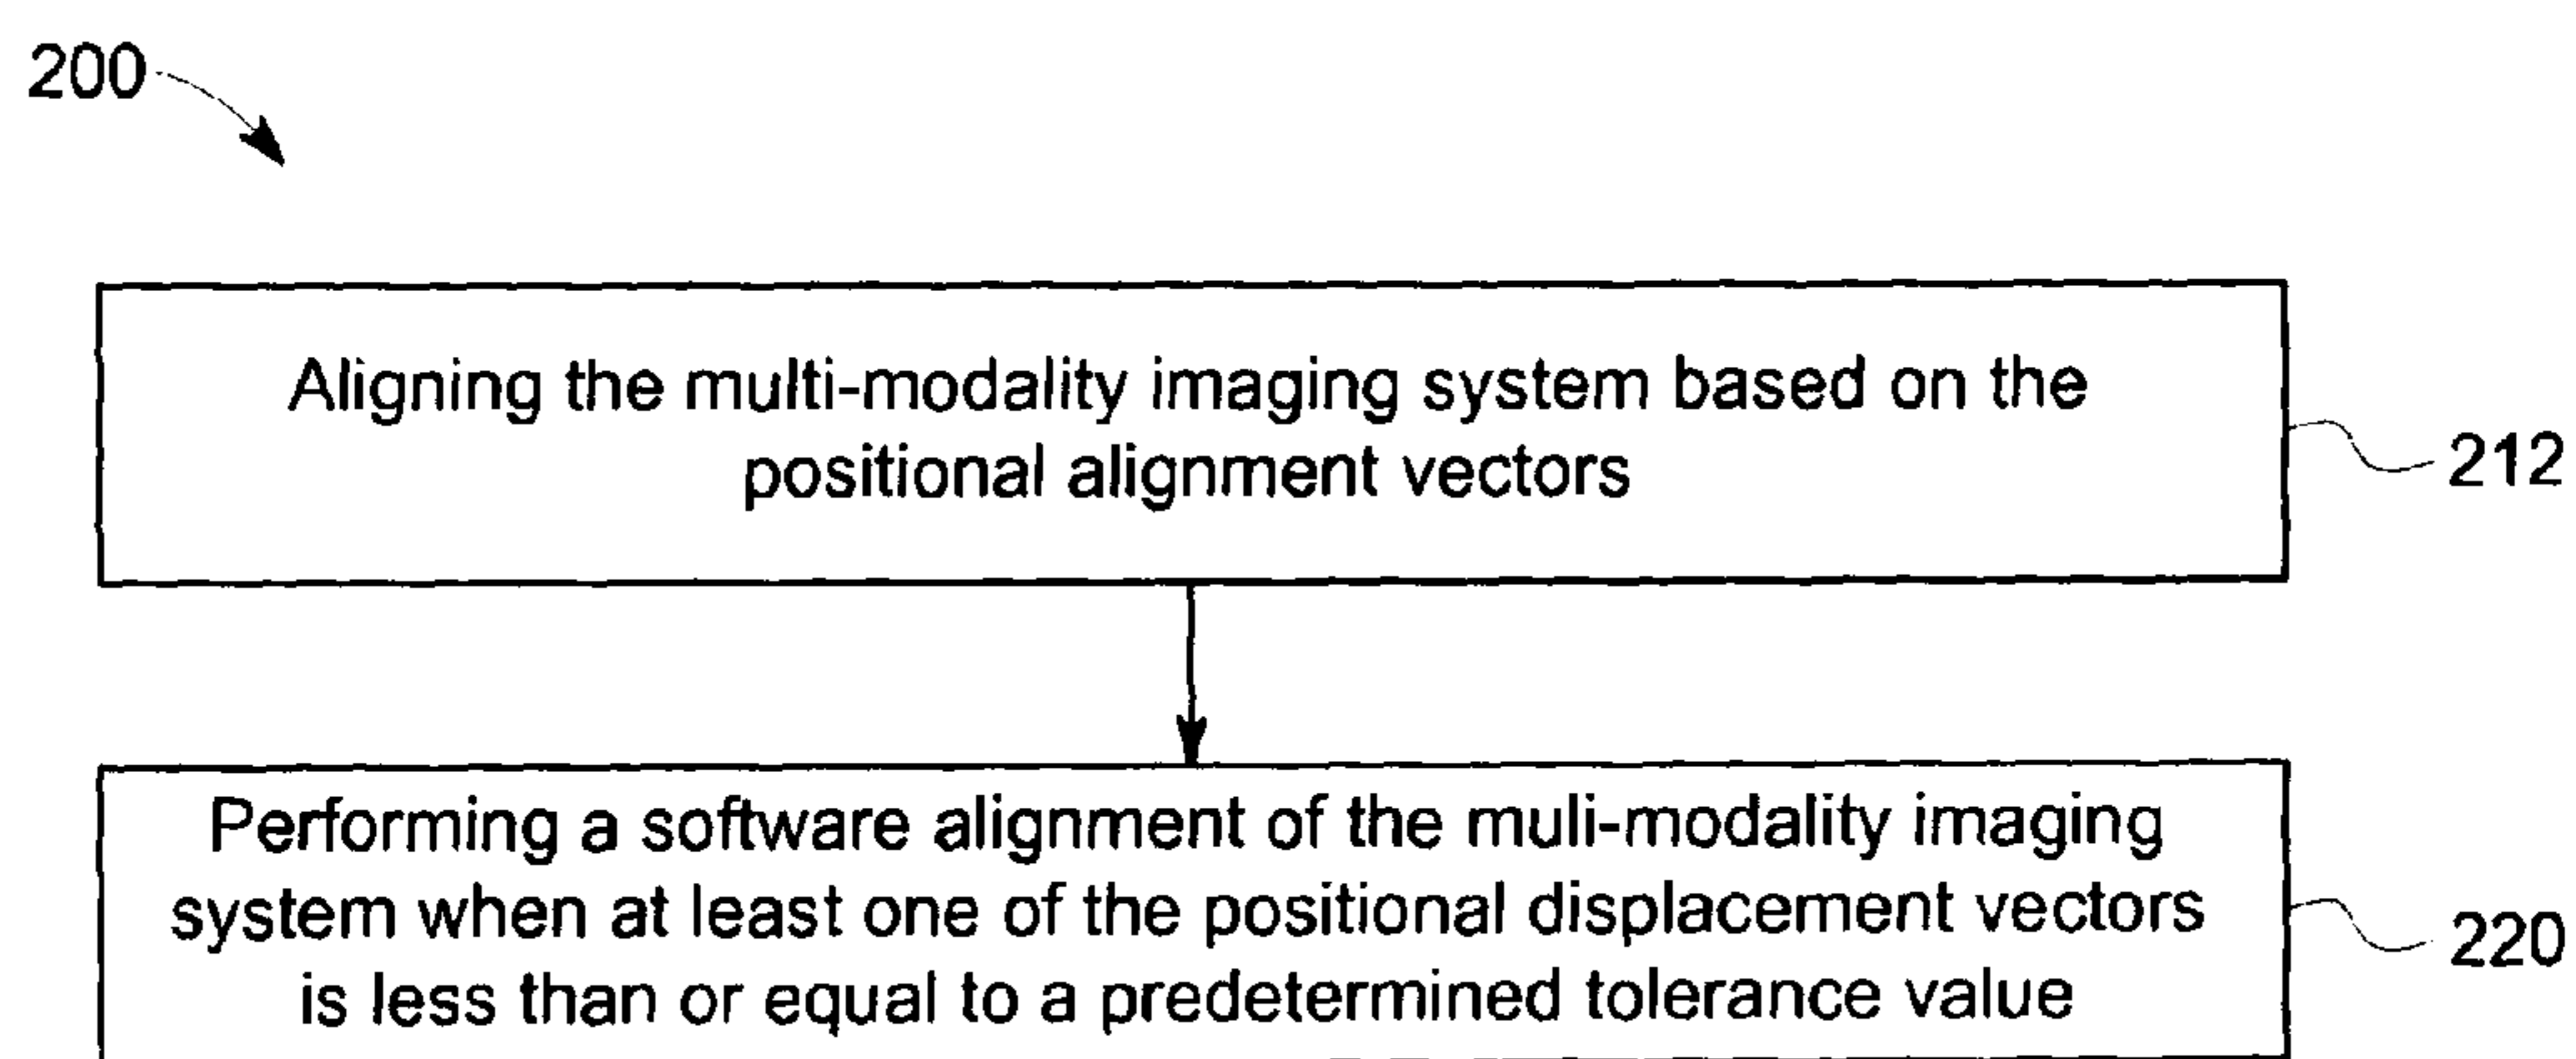 200
Aligning the multi-modality imaging system based on the
positional alignment vectors
212
Performing a software alignment of the muli-modality imaging
system when at least one of the positional displacement vectors
is less than or equal to a predetermined tolerance value
220